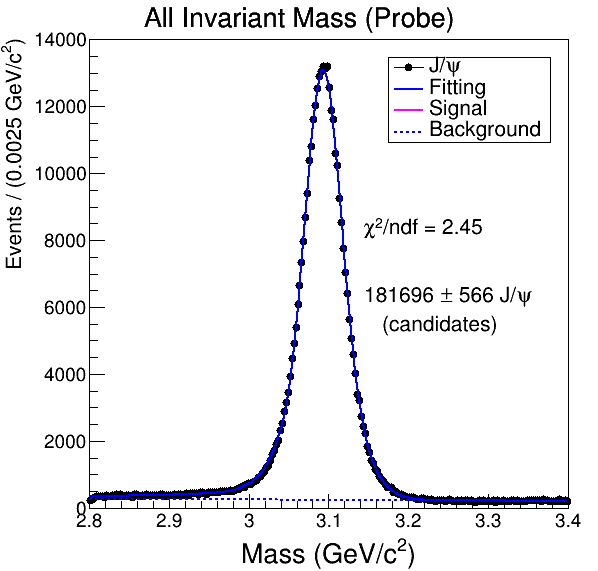 All Invariant Mass (Probe)
Events / (0.0025 GeV/c²)
14000
12000
10000
8000
6000
4000
2000
0
J/ψ
Fitting
Signal
Background
χ²/ndf = 2.45
181696 ± 566 J/ψ
(candidates)
2.8 2.9 3 3.1 3.2 3.3 3.4
Mass (GeV/c²)